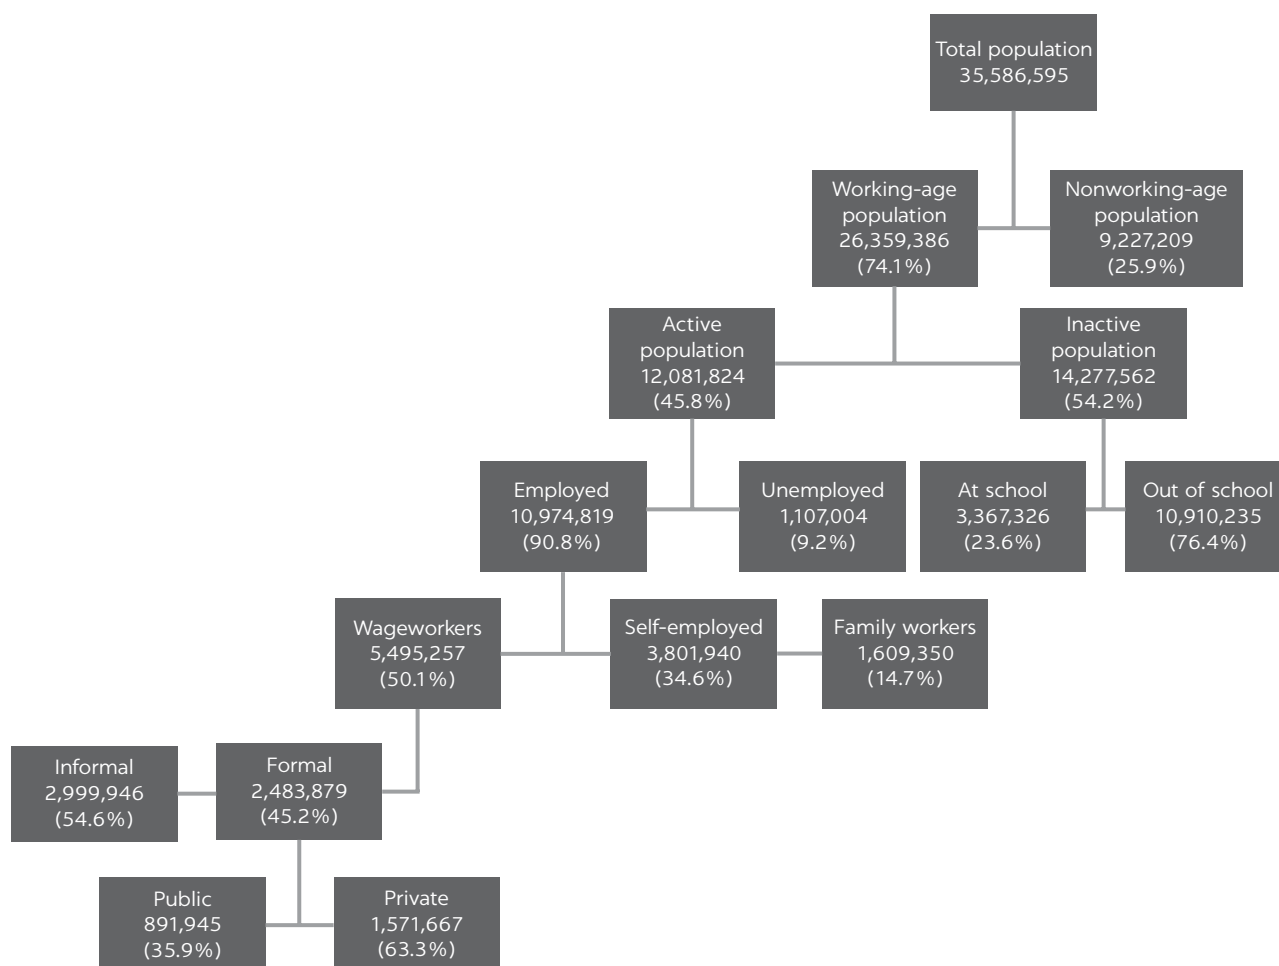 Total population
35,586,595
Working-age
population
26,359,386
(74.1%)
Nonworking-age
population
9,227,209
(25.9%)
Active
population
12,081,824
(45.8%)
Inactive
population
14,277,562
(54.2%)
Employed
10,974,819
(90.8%)
Unemployed
1,107,004
(9.2%)
At school
3,367,326
(23.6%)
Out of school
10,910,235
(76.4%)
Wageworkers
5,495,257
(50.1%)
Self-employed
3,801,940
(34.6%)
Family workers
1,609,350
(14.7%)
Informal
2,999,946
(54.6%)
Formal
2,483,879
(45.2%)
Public
891,945
(35.9%)
Private
1,571,667
(63.3%)